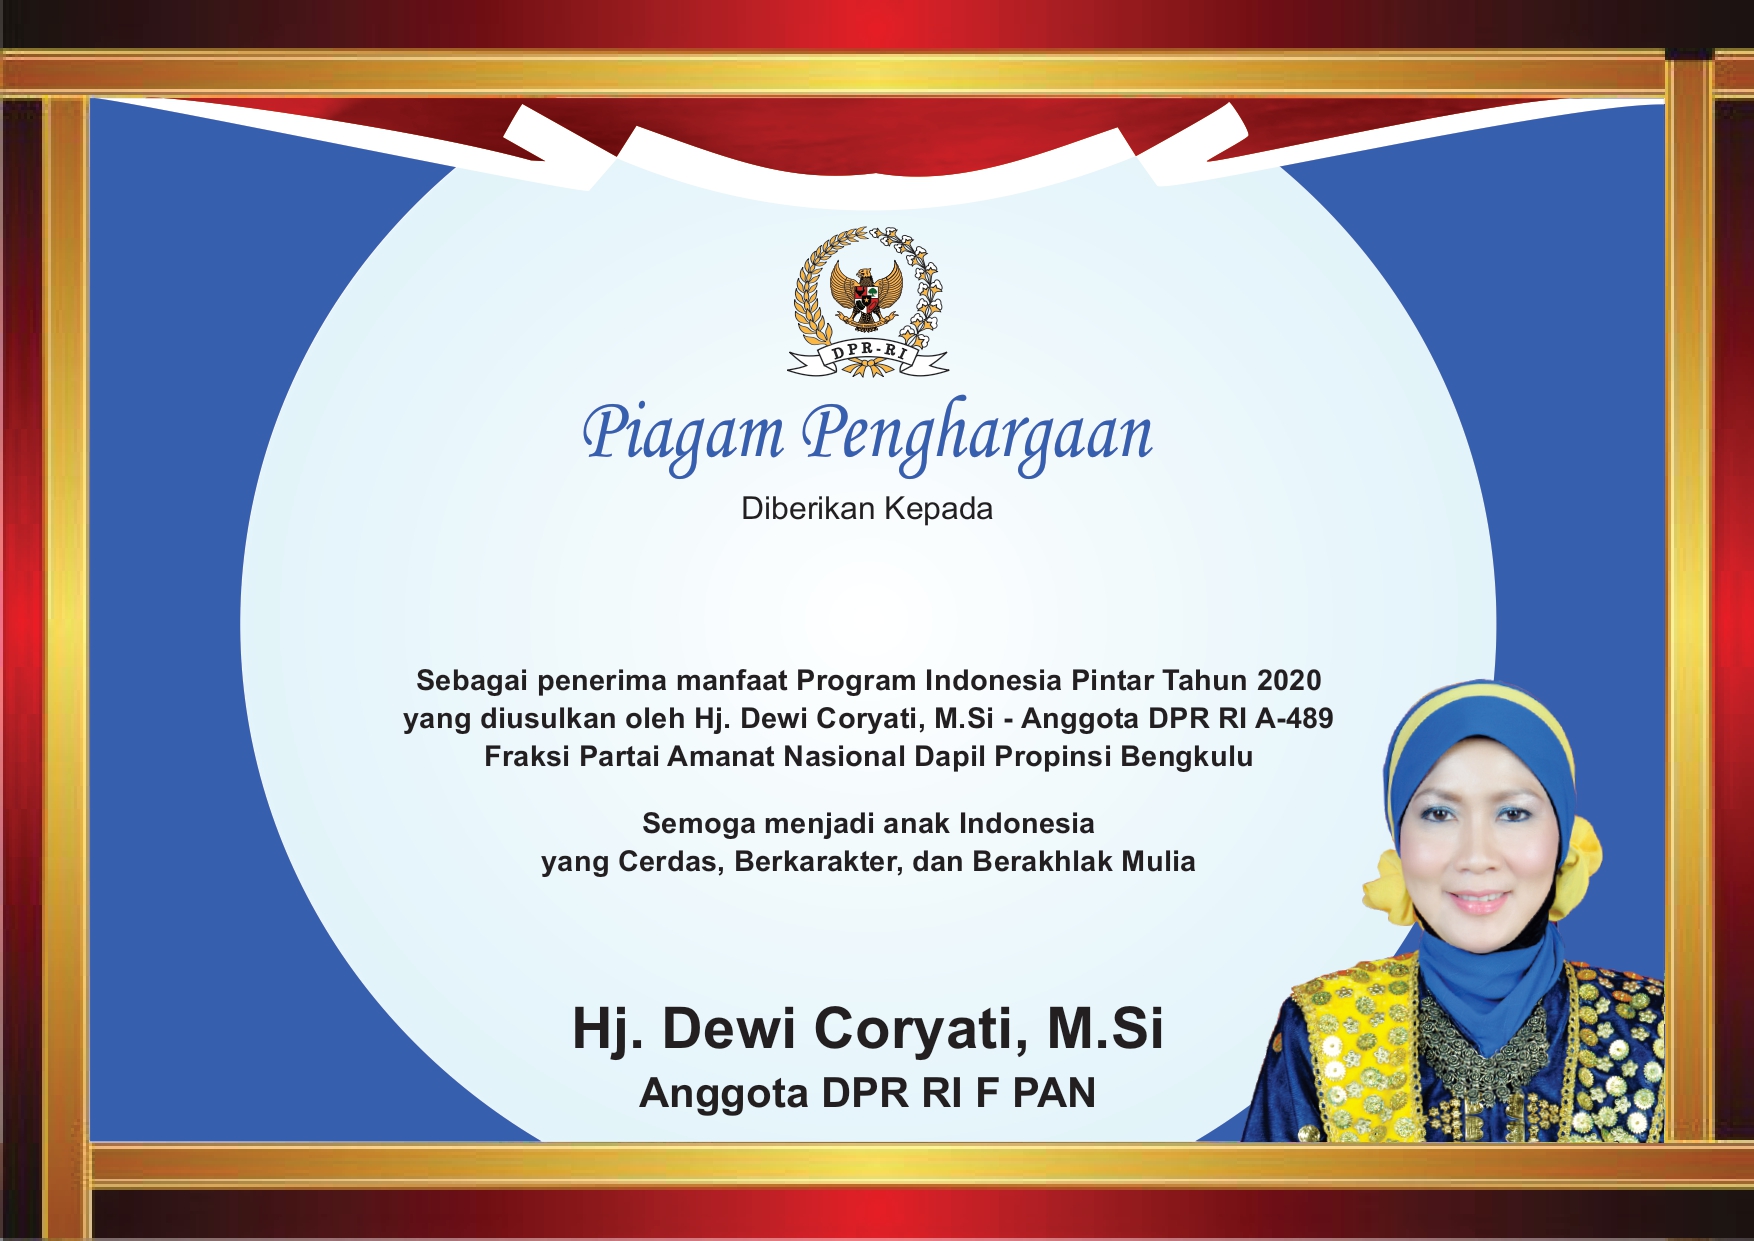 DPR-RI
Piagam Penghargaan
Diberikan Kepada
Sebagai penerima manfaat Program Indonesia Pintar Tahun 2020
yang diusulkan oleh Hj. Dewi Coryati, M.Si - Anggota DPR RI A-489
Fraksi Partai Amanat Nasional Dapil Propinsi Bengkulu
Semoga menjadi anak Indonesia
yang Cerdas, Berkarakter, dan Berakhlak Mulia
Hj. Dewi Coryati, M.Si
Anggota DPR RI F PAN